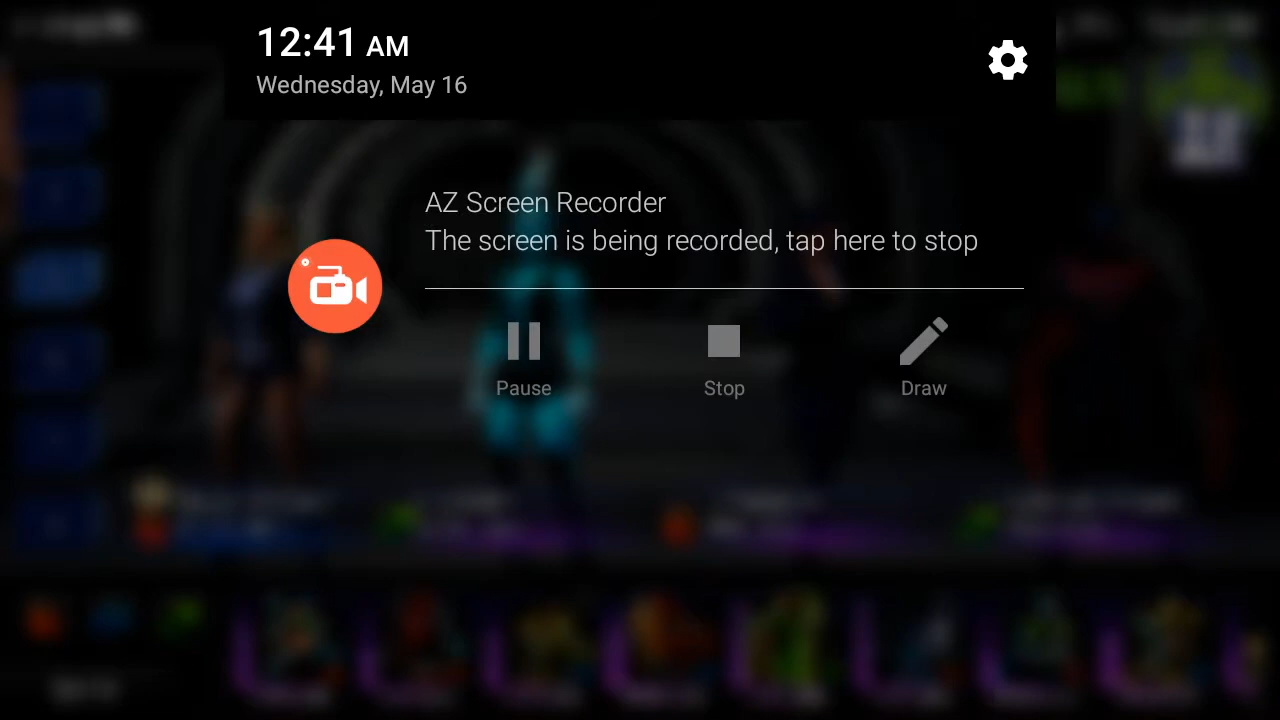 12:41 AM
Wednesday, May 16
AZ Screen Recorder
The screen is being recorded, tap here to stop
Pause
Stop
Draw